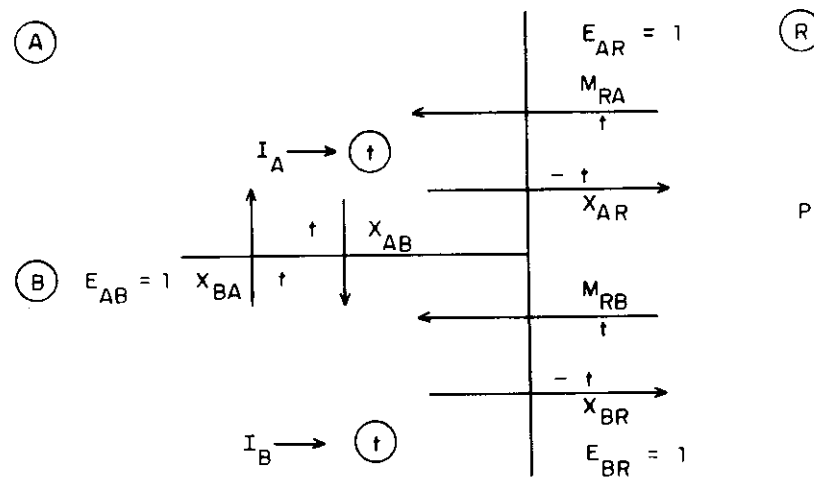 A
E_AR = 1
R
M_RA
t
I_A → t
- t
X_AR
P
t X_AB
B E_AB = 1 X_BA t
M_RB
t
- t
X_BR
I_B → t
E_BR = 1